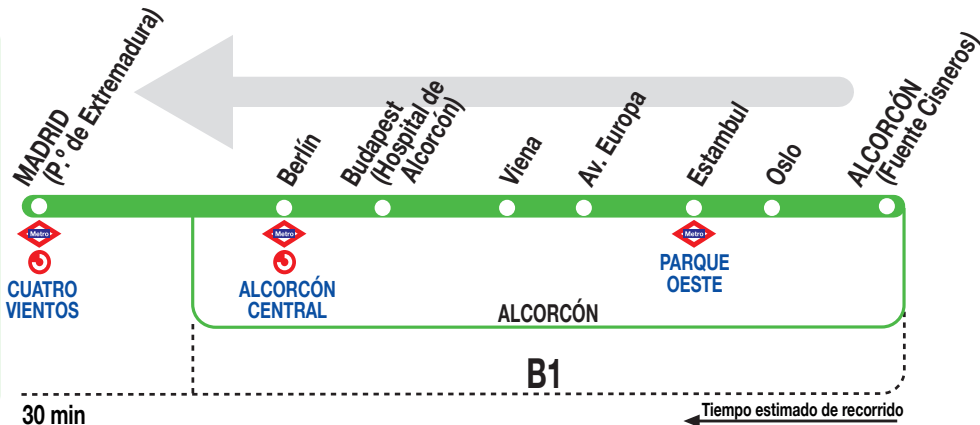 MADRID
(P.º de Extremadura)
Berlín
Budapest
(Hospital de
Alcorcón)
Viena
Av. Europa
Estambul
Oslo
ALCORCÓN
(Fuente Cisneros)
Metro
Metro
Metro
CUATRO
VIENTOS
ALCORCÓN
CENTRAL
PARQUE
OESTE
ALCORCÓN
B1
30 min
Tiempo estimado de recorrido